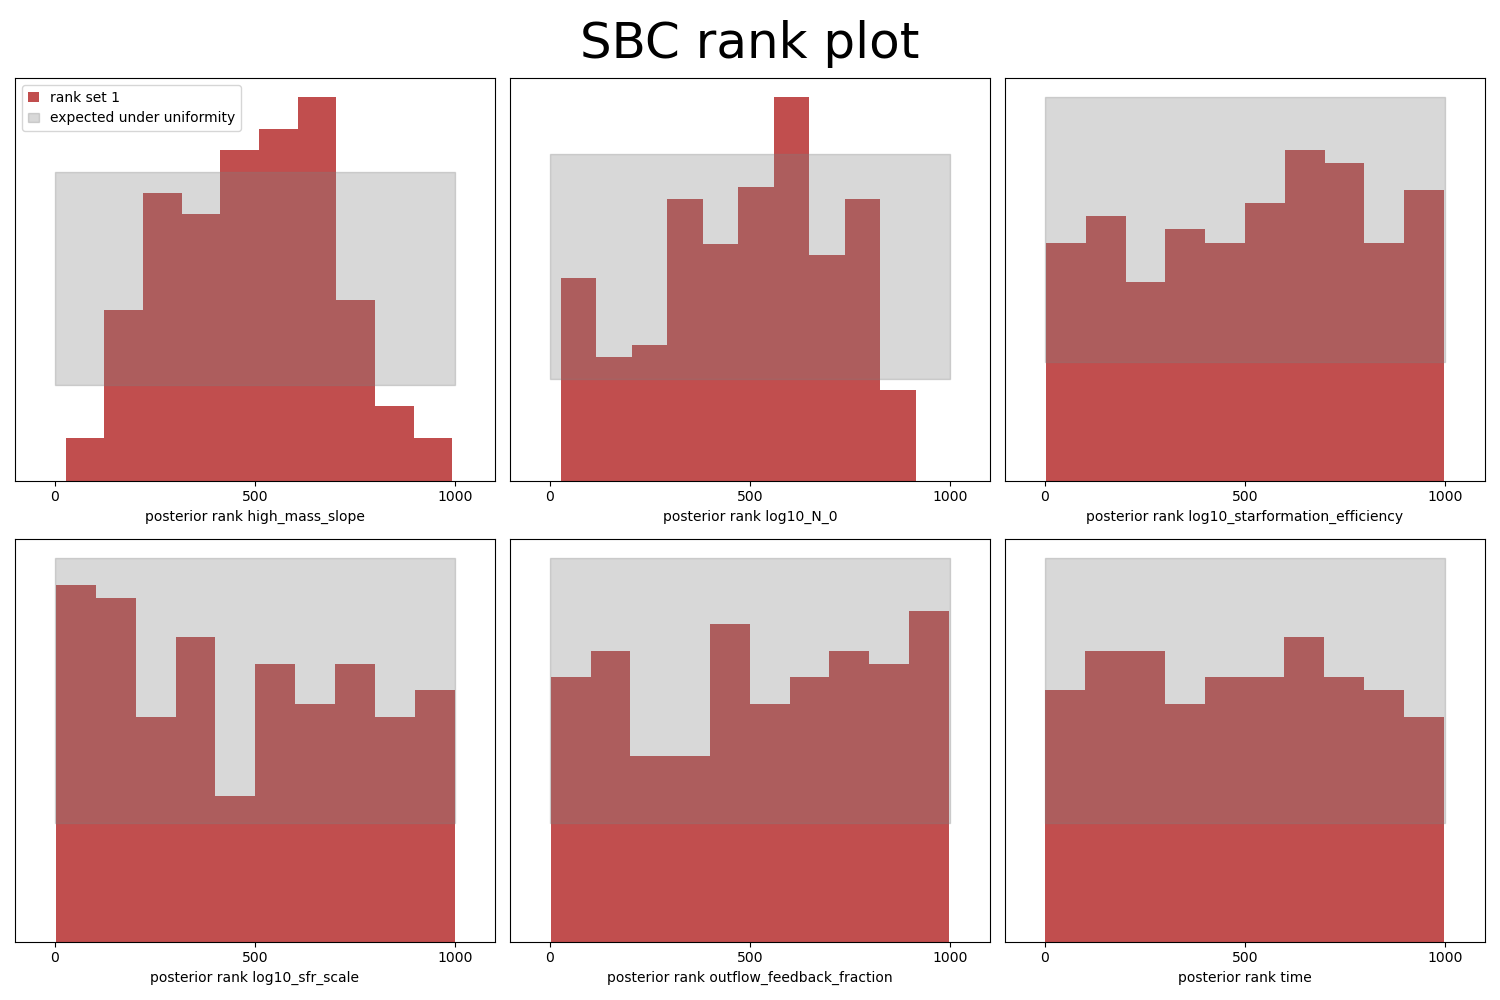 SBC rank plot
rank set 1
expected under uniformity
0 500 1000
posterior rank high_mass_slope
0 500 1000
posterior rank log10_N_0
0 500 1000
posterior rank log10_starformation_efficiency
0 500 1000
posterior rank log10_sfr_scale
0 500 1000
posterior rank outflow_feedback_fraction
0 500 1000
posterior rank time